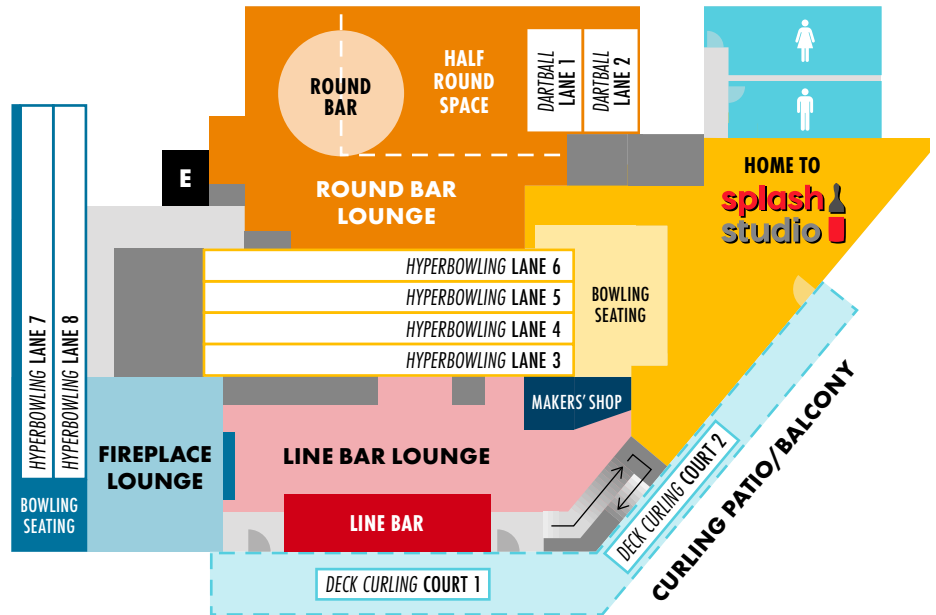 ROUND
BAR
HALF
ROUND
SPACE
DARTBALL
LANE 1
DARTBALL
LANE 2
E
ROUND BAR
LOUNGE
HOME TO
splash
studio
HYPERBOWLING LANE 7
HYPERBOWLING LANE 8
BOWLING
SEATING
HYPERBOWLING LANE 6
HYPERBOWLING LANE 5
HYPERBOWLING LANE 4
HYPERBOWLING LANE 3
BOWLING
SEATING
MAKERS' SHOP
FIREPLACE
LOUNGE
LINE BAR LOUNGE
LINE BAR
DECK CURLING COURT 1
DECK CURLING COURT 2
CURLING PATIO/BALCONY